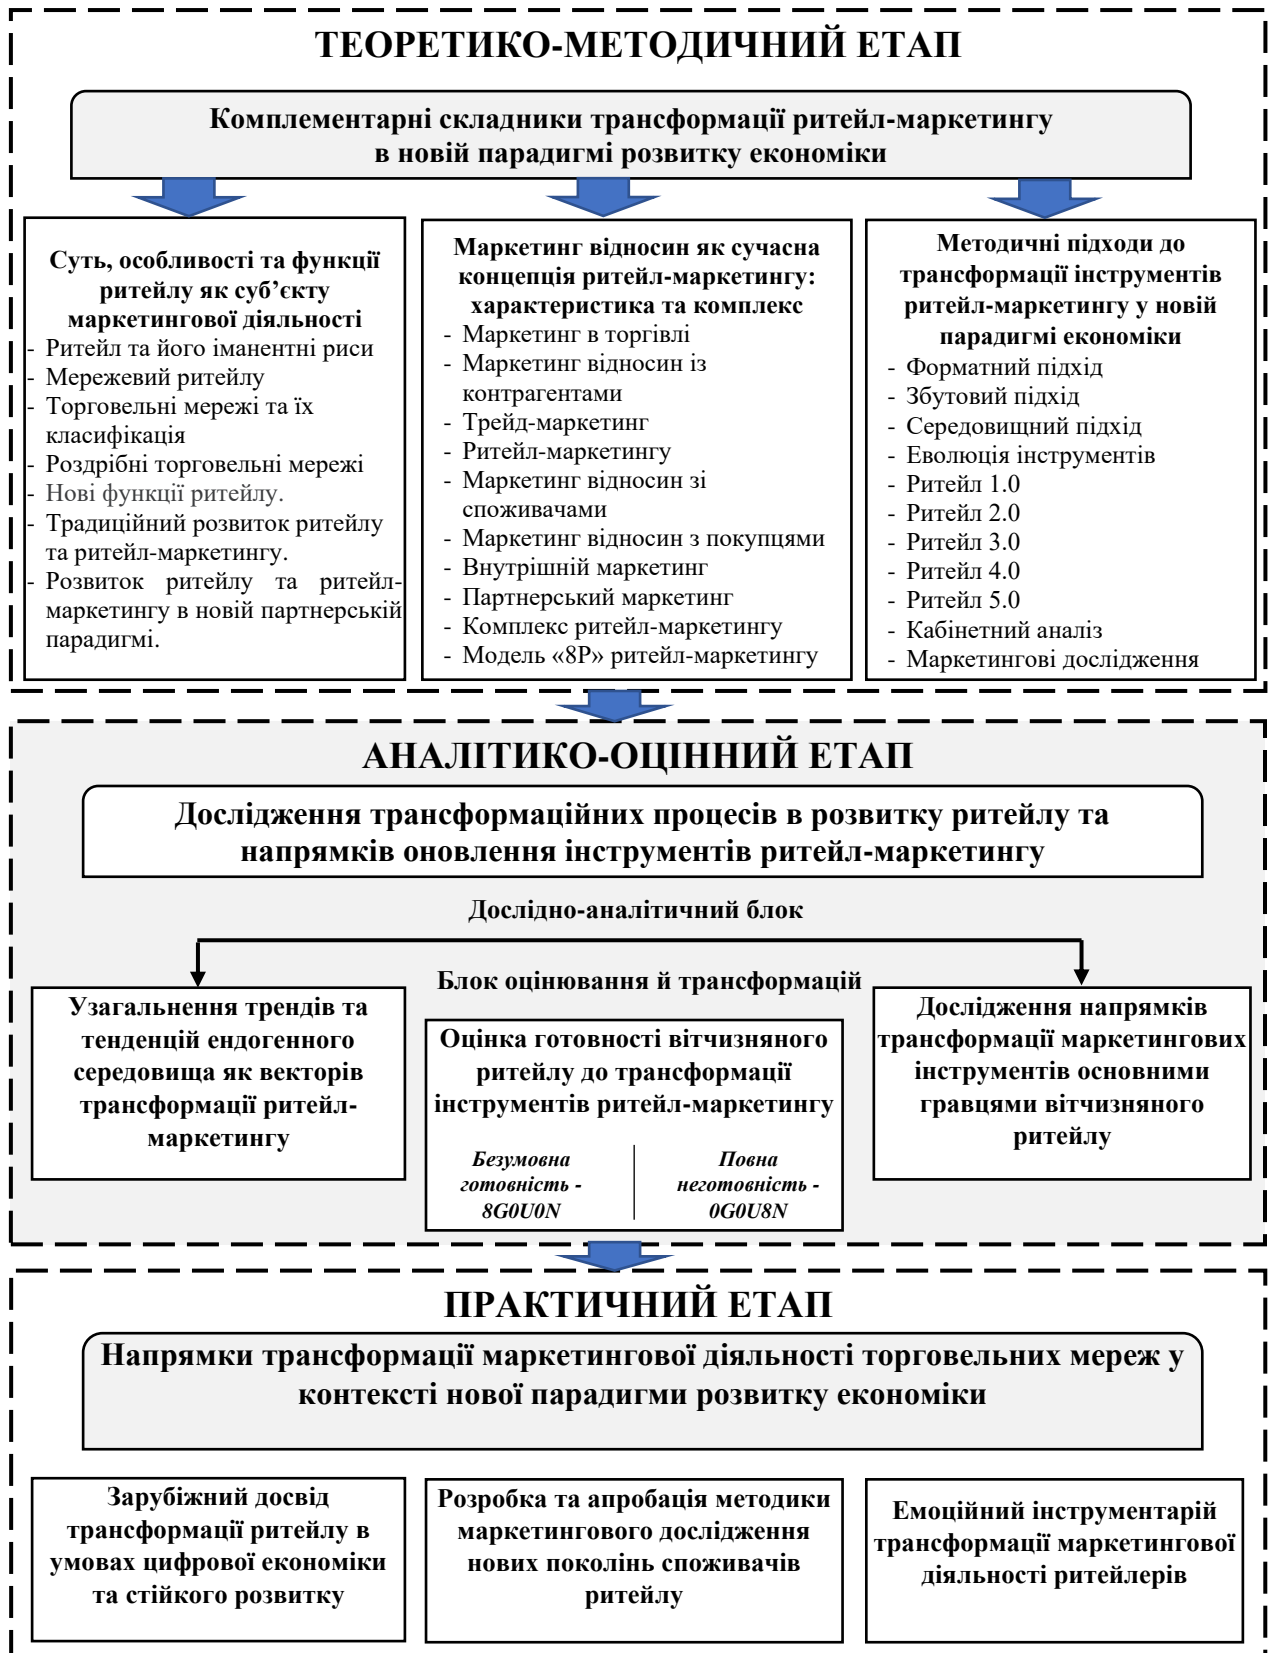 ТЕОРЕТИКО-МЕТОДИЧНИЙ ЕТАП
Комплементарні складники трансформації ритейл-маркетингу
в новій парадигмі розвитку економіки
Суть, особливості та функції
ритейлу як суб’єкту
маркетингової діяльності
- Ритейл та його іманентні риси
- Мережевий ритейлу
- Торговельні мережі та їх
класифікація
- Роздрібні торговельні мережі
- Нові функції ритейлу.
- Традиційний розвиток ритейлу
та ритейл-маркетингу.
- Розвиток ритейлу та ритейл-
маркетингу в новій партнерській
парадигмі.
Маркетинг відносин як сучасна
концепція ритейл-маркетингу:
характеристика та комплекс
- Маркетинг в торгівлі
- Маркетинг відносин із
контрагентами
- Трейд-маркетинг
- Ритейл-маркетингу
- Маркетинг відносин зі
споживачами
- Маркетинг відносин з покупцями
- Внутрішній маркетинг
- Партнерський маркетинг
- Комплекс ритейл-маркетингу
- Модель «8Р» ритейл-маркетингу
Методичні підходи до
трансформації інструментів
ритейл-маркетингу у новій
парадигмі економіки
- Форматний підхід
- Збутовий підхід
- Середовищний підхід
- Еволюція інструментів
- Ритейл 1.0
- Ритейл 2.0
- Ритейл 3.0
- Ритейл 4.0
- Ритейл 5.0
- Кабінетний аналіз
- Маркетингові дослідження
АНАЛІТИКО-ОЦІННИЙ ЕТАП
Дослідження трансформаційних процесів в розвитку ритейлу та
напрямків оновлення інструментів ритейл-маркетингу
Дослідно-аналітичний блок
Узагальнення трендів та
тенденцій ендогенного
середовища як векторів
трансформації ритейл-
маркетингу
Блок оцінювання й трансформацій
Оцінка готовності вітчизняного
ритейлу до трансформації
інструментів ритейл-маркетингу
Безумовна
готовність -
8G0U0N
Повна
неготовність -
0G0U8N
Дослідження напрямків
трансформації маркетингових
інструментів основними
гравцями вітчизняного
ритейлу
ПРАКТИЧНИЙ ЕТАП
Напрямки трансформації маркетингової діяльності торговельних мереж у
контексті нової парадигми розвитку економіки
Зарубіжний досвід
трансформації ритейлу в
умовах цифрової економіки
та стійкого розвитку
Розробка та апробація методики
маркетингового дослідження
нових поколінь споживачів
ритейлу
Емоційний інструментарій
трансформації маркетингової
діяльності ритейлерів